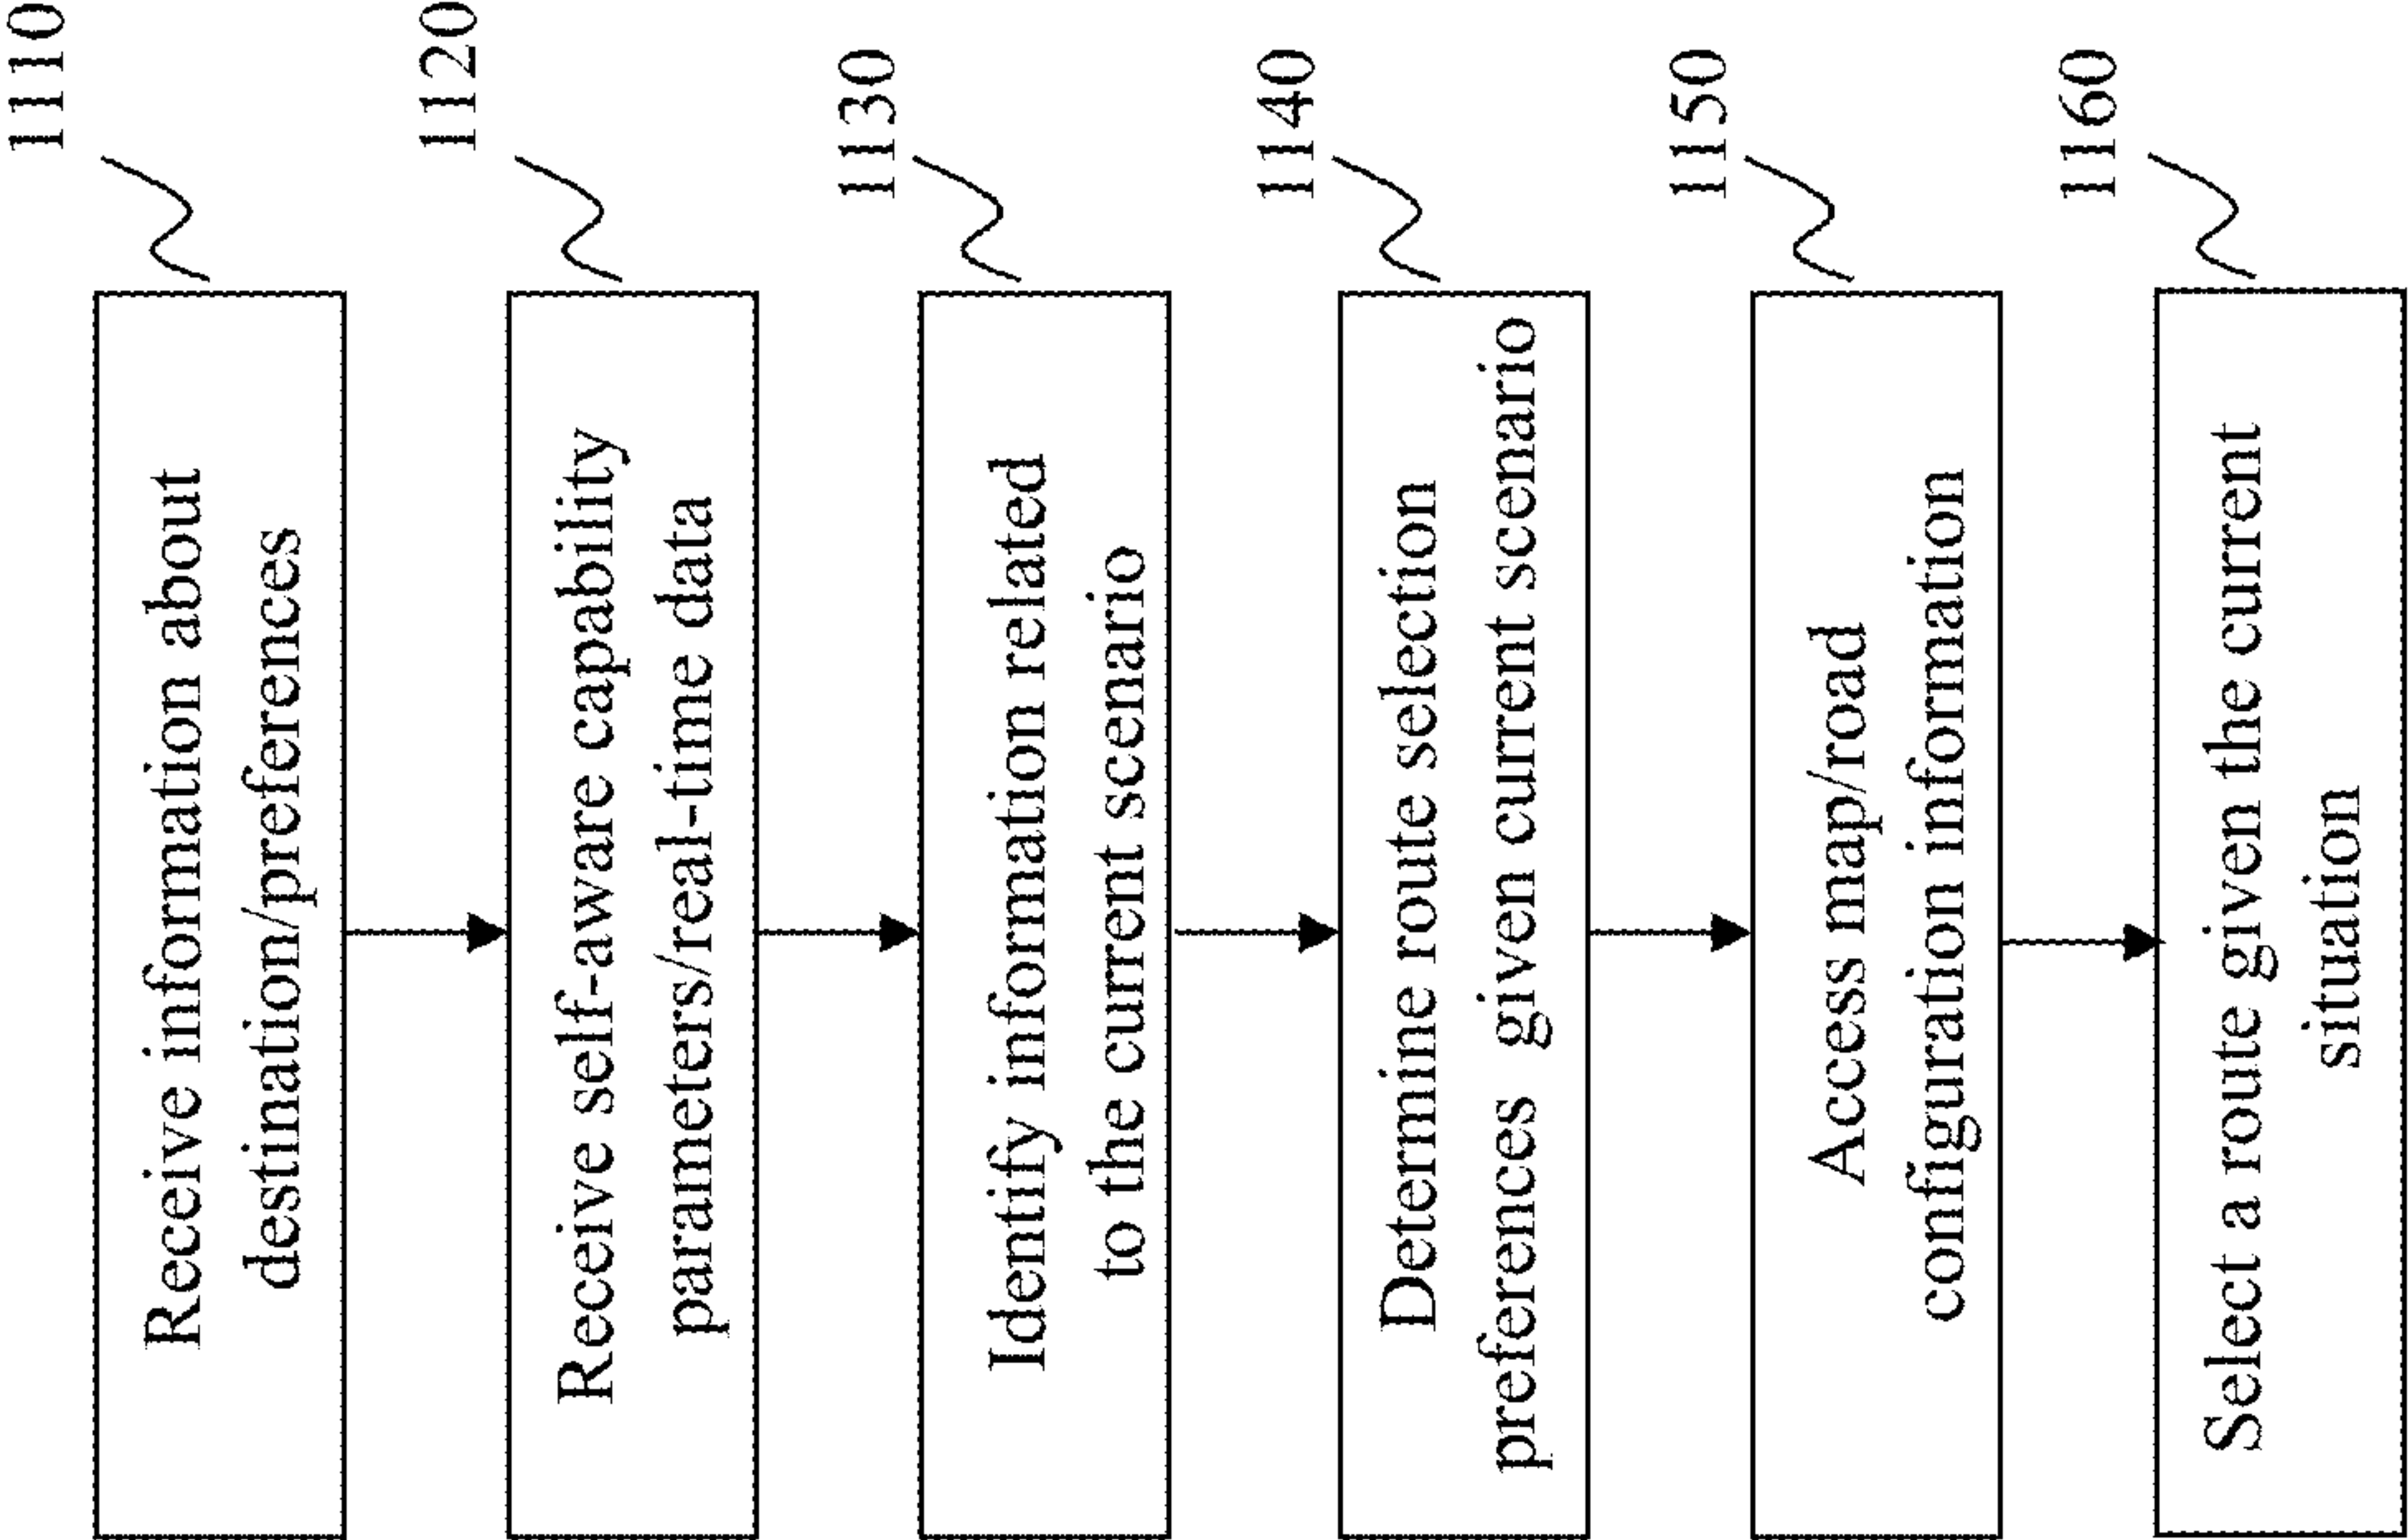 Receive information about
destination/preferences
1110
Receive self-aware capability
parameters/real-time data
1120
Identify information related
to the current scenario
1130
Determine route selection
preferences given current scenario
1140
Access map/road
configuration information
1150
Select a route given the current
situation
1160